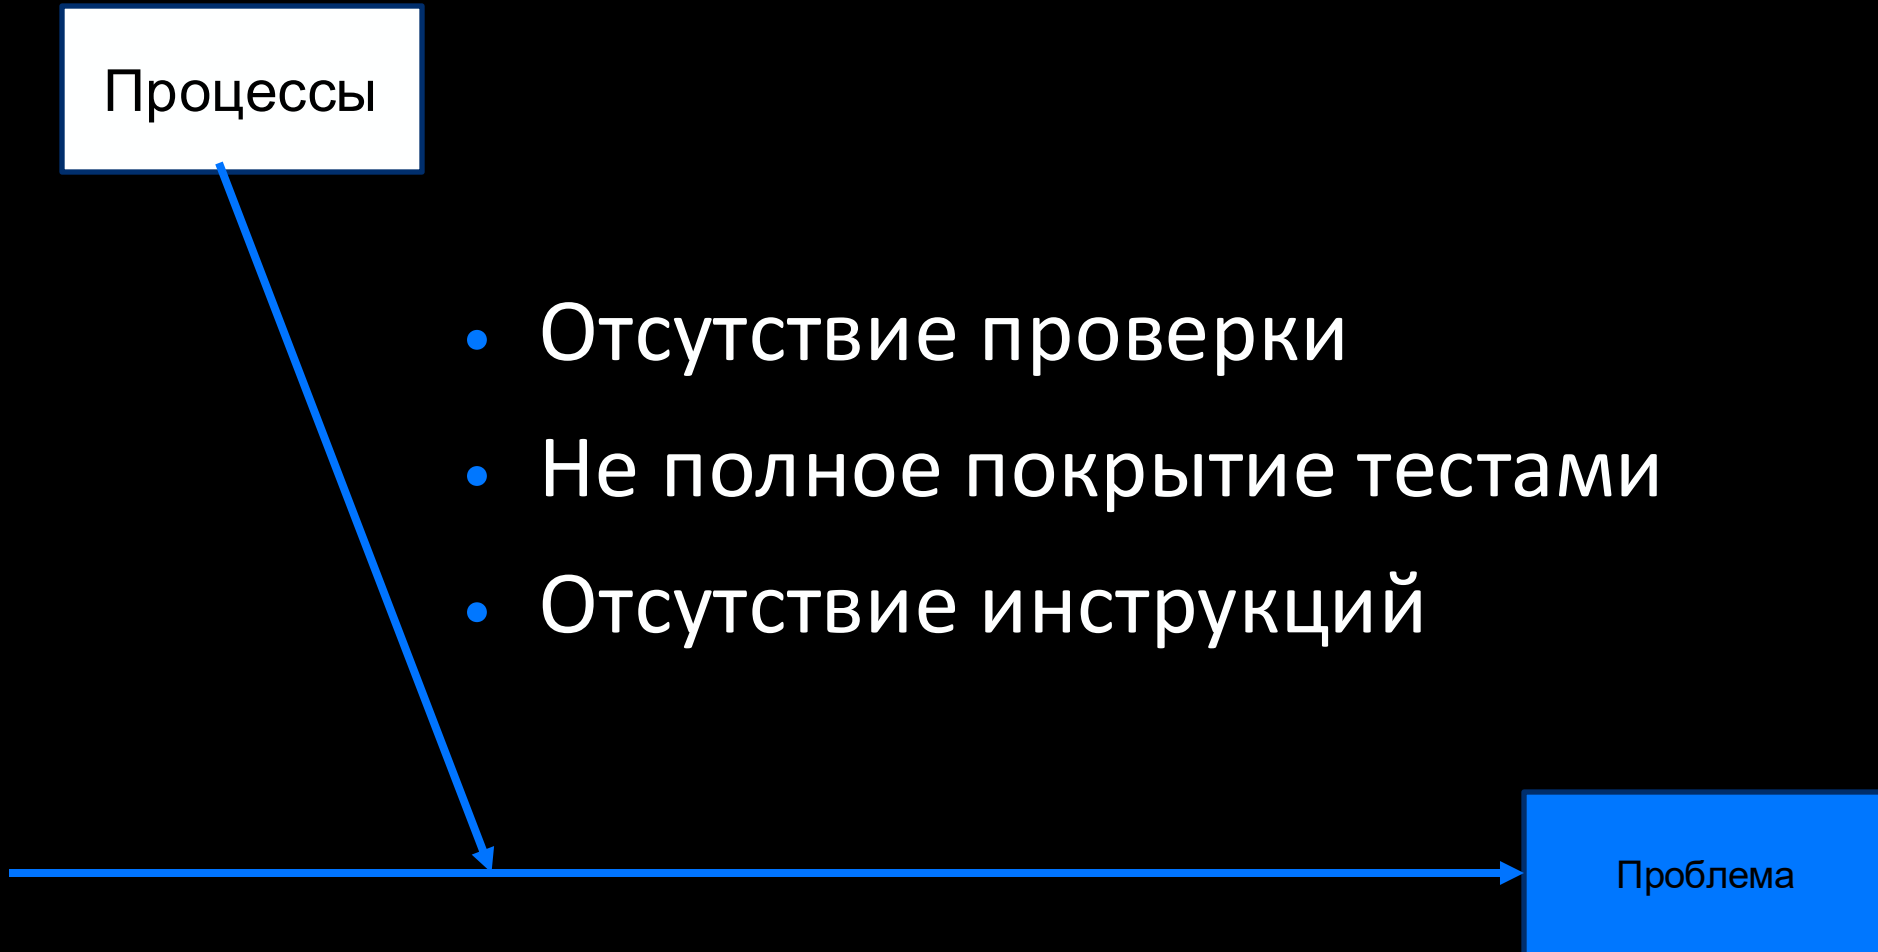 Процессы
Отсутствие проверки
Не полное покрытие тестами
Отсутствие инструкций
Проблема